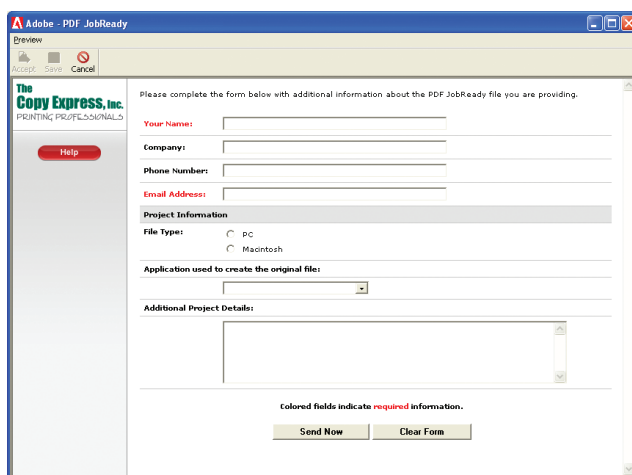 Adobe - PDF JobReady
Preview
Accept Save Cancel
The
Copy Express, Inc.
PRINTING PROFESSIONALS
Help
Please complete the form below with additional information about the PDF JobReady file you are providing.
Your Name:
Company:
Phone Number:
Email Address:
Project Information
File Type:
PC
Macintosh
Application used to create the original file:
Additional Project Details:
Colored fields indicate required information.
Send Now Clear Form